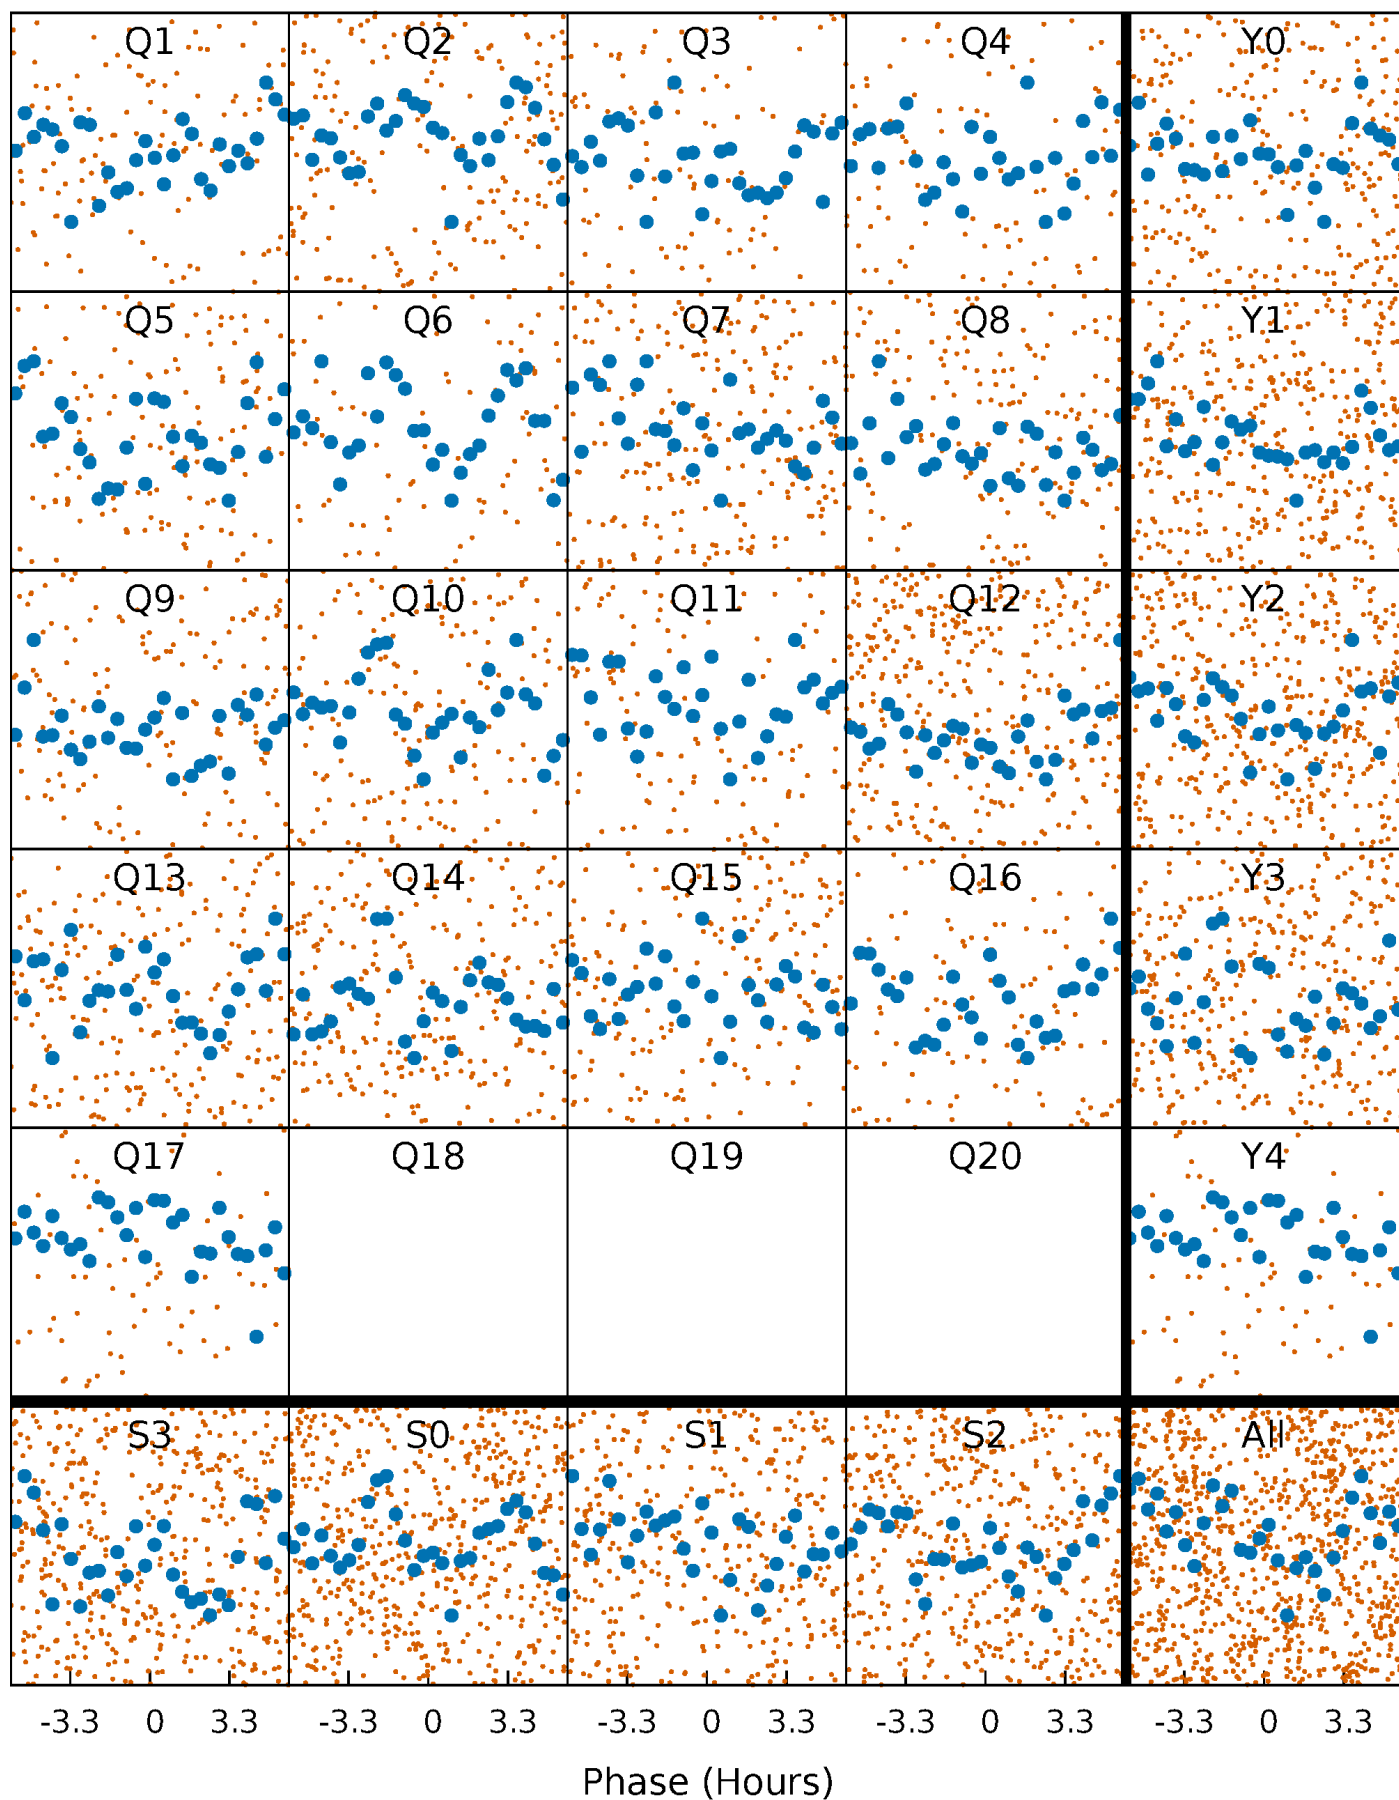 Q1 Q2 Q3 Q4 Y0
Q5 Q6 Q7 Q8 Y1
Q9 Q10 Q11 Q12 Y2
Q13 Q14 Q15 Q16 Y3
Q17 Q18 Q19 Q20 Y4
S3 S0 S1 S2 All
-3.3 0 3.3 -3.3 0 3.3 -3.3 0 3.3 -3.3 0 3.3 -3.3 0 3.3
Phase (Hours)